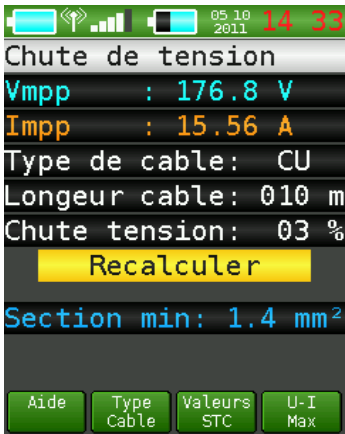 05 10
2011
14 33
Chute de tension
Vmpp : 176.8 V
Impp : 15.56 A
Type de cable: CU
Longeur cable: 010 m
Chute tension: 03 %
Recalculer
Section min: 1.4 mm²
Aide
Type
Cable
Valeurs
STC
U-I
Max